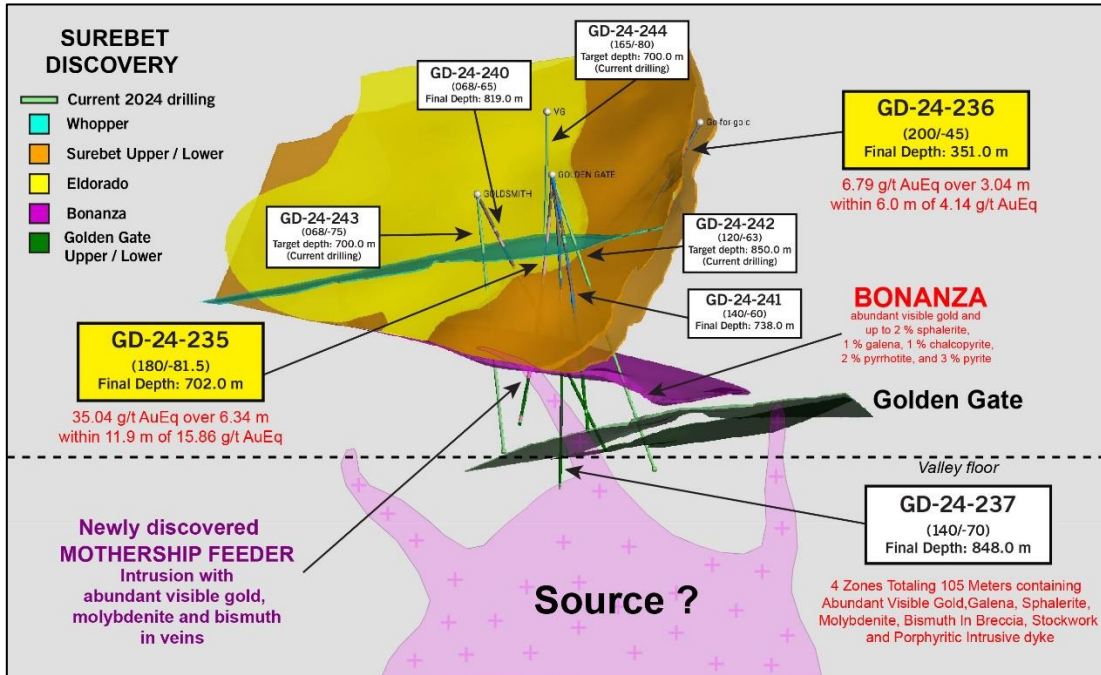 SUREBET
DISCOVERY
Current 2024 drilling
Whopper
Surebet Upper / Lower
Eldorado
Bonanza
Golden Gate
Upper / Lower
GD-24-244
(165/-80)
Target depth: 700.0 m
(Current drilling)
GD-24-240
(068/-65)
Final Depth: 819.0 m
VG
Go-for-gold
GOLDEN GATE
GOLDSMITH
GD-24-236
(200/-45)
Final Depth: 351.0 m
6.79 g/t AuEq over 3.04 m
within 6.0 m of 4.14 g/t AuEq
GD-24-243
(068/-75)
Target depth: 700.0 m
(Current drilling)
GD-24-242
(120/-63)
Target depth: 850.0 m
(Current drilling)
GD-24-241
(140/-60)
Final Depth: 738.0 m
BONANZA
abundant visible gold and
up to 2 % sphalerite,
1 % galena, 1 % chalcopyrite,
2 % pyrrhotite, and 3 % pyrite
GD-24-235
(180/-81.5)
Final Depth: 702.0 m
35.04 g/t AuEq over 6.34 m
within 11.9 m of 15.86 g/t AuEq
Golden Gate
Valley floor
GD-24-237
(140/-70)
Final Depth: 848.0 m
4 Zones Totaling 105 Meters containing
Abundant Visible Gold,Galena, Sphalerite,
Molybdenite, Bismuth In Breccia, Stockwork
and Porphyritic Intrusive dyke
Newly discovered
MOTHERSHIP FEEDER
Intrusion with
abundant visible gold,
molybdenite and bismuth
in veins
Source ?